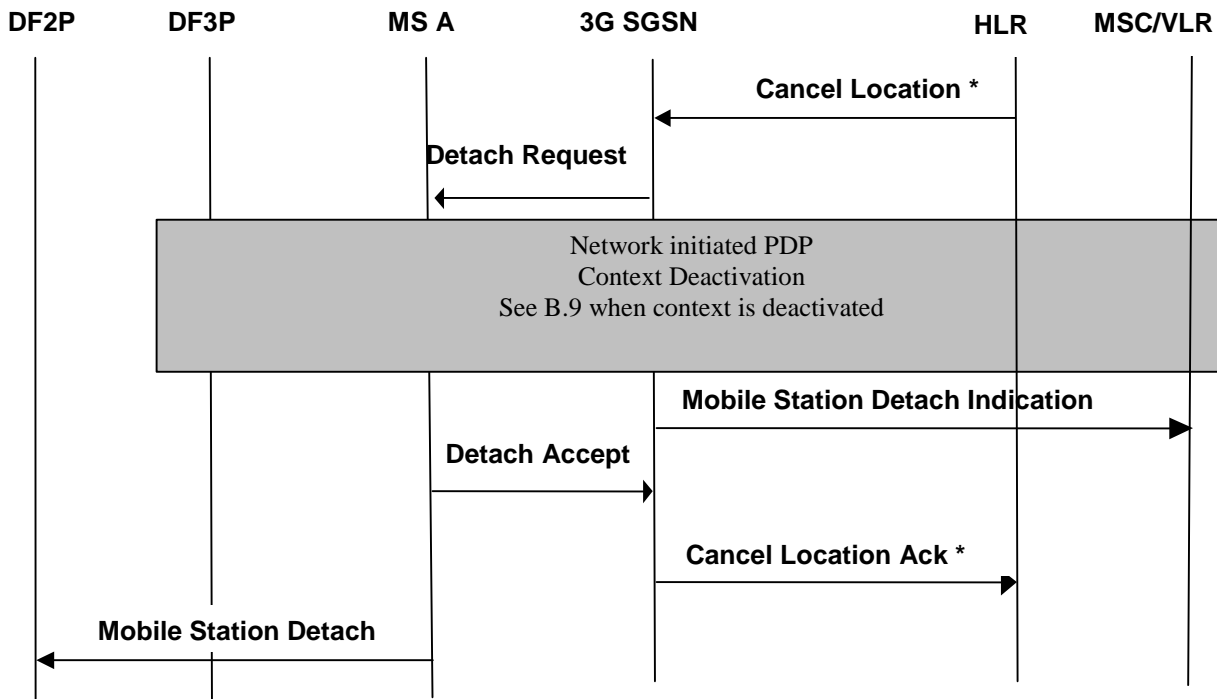 DF2P DF3P MS A 3G SGSN HLR MSC/VLR
Cancel Location *
Detach Request
Network initiated PDP
Context Deactivation
See B.9 when context is deactivated
Mobile Station Detach Indication
Detach Accept
Cancel Location Ack *
Mobile Station Detach